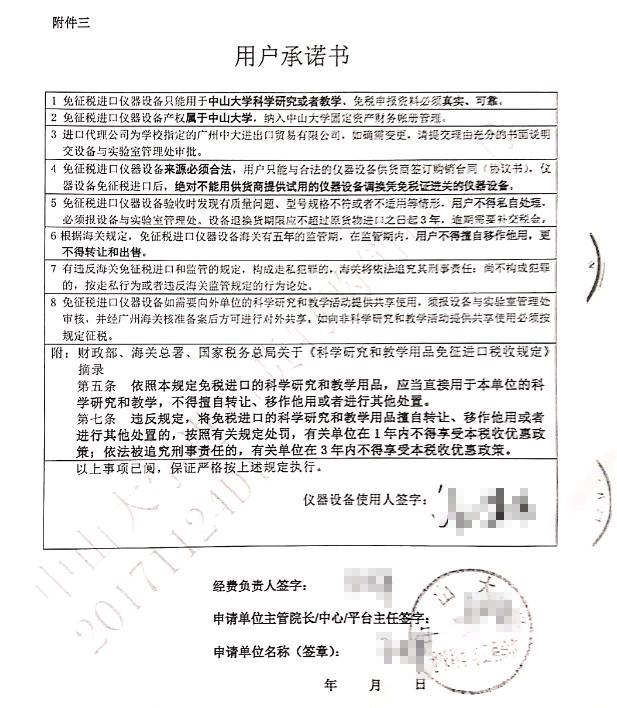 附件三
用户承诺书
1 免征税进口仪器设备只能用于中山大学科学研究或者教学、免税申报资料必须真实、可靠。
2 免征税进口仪器设备产权属于中山大学，纳入中山大学固定资产财务账册管理。
3 进口代理公司为学校指定的广州中大进出口贸易有限公司，如确需变更，请提交理由充分的书面说明
交设备与实验室管理处审批。
4 免征税进口仪器设备来源必须合法，用户只能与合法的仪器设备供货商签订购销合同（协议书），仪
器设备免征税进口后，绝对不能用供货商提供试用的仪器设备调换凭免税证进关的仪器设备。
5 免征税进口仪器设备验收时发现有质量问题、型号规格不符或者不适用等情形，用户不得私自处理，
必须报设备与实验室管理处。设备退换货期限应不超过原货物进口之日起3年，逾期需要补交税金。
6 根据海关规定，免征税进口仪器设备海关有五年的监管期，在监管期内，用户不得擅自移作他用，更
不得转让和出售。
7 有违反海关免征税进口和监管的规定，构成走私犯罪的，海关将依法追究其刑事责任；尚不构成犯罪
的，按走私行为或者违反海关监管规定的行为论处。
8 免征税进口仪器设备如需要向外单位的科学研究和教学活动提供共享使用，须报设备与实验室管理处
审核，并经广州海关核准备案后方可进行对外共享，如向非科学研究和教学活动提供共享使用必须按
规定征税。
附：财政部、海关总署、国家税务总局关于《科学研究和教学用品免征进口税收规定》
摘录
第五条 依照本规定免税进口的科学研究和教学用品，应当直接用于本单位的科
学研究和教学，不得擅自转让、移作他用或者进行其他处置。
第七条 违反规定，将免税进口的科学研究和教学用品擅自转让、移作他用或者
进行其他处置的，按照有关规定处罚，有关单位在1年内不得享受本税收优惠政
策；依法被追究刑事责任的，有关单位在3年内不得享受本税收优惠政策。
以上事项已阅，保证严格按上述规定执行。
仪器设备使用人签字：
经费负责人签字：
申请单位主管院长/中心/平台主任签字：
申请单位名称（签章）：
年 月 日
中山大学